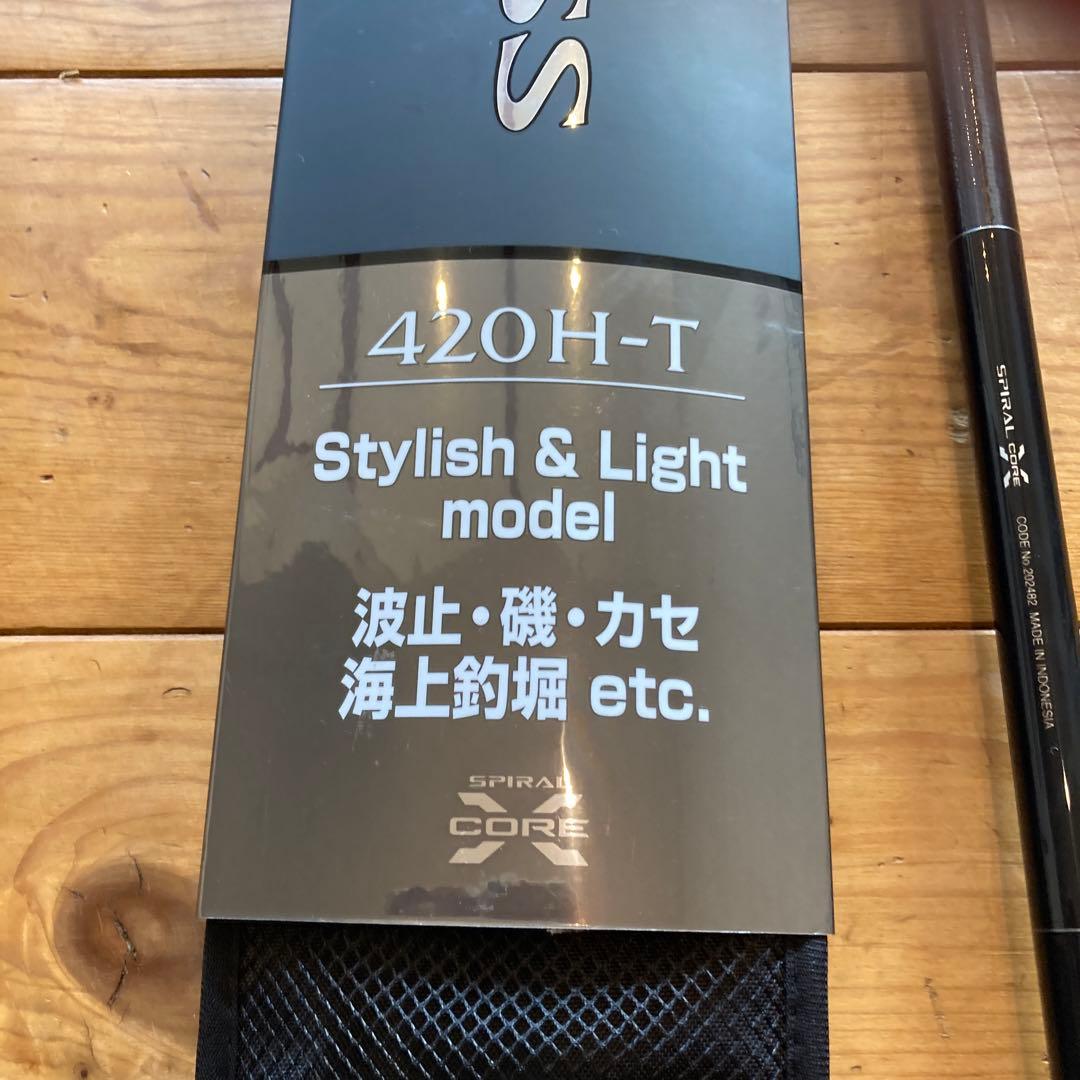 SS
420H-T
Stylish & Light
model
波止・磯・カセ
海上釣堀 etc.
SPIRAL
X
CORE
SPIRAL X CORE
CODE No.202482 MADE IN INDONESIA